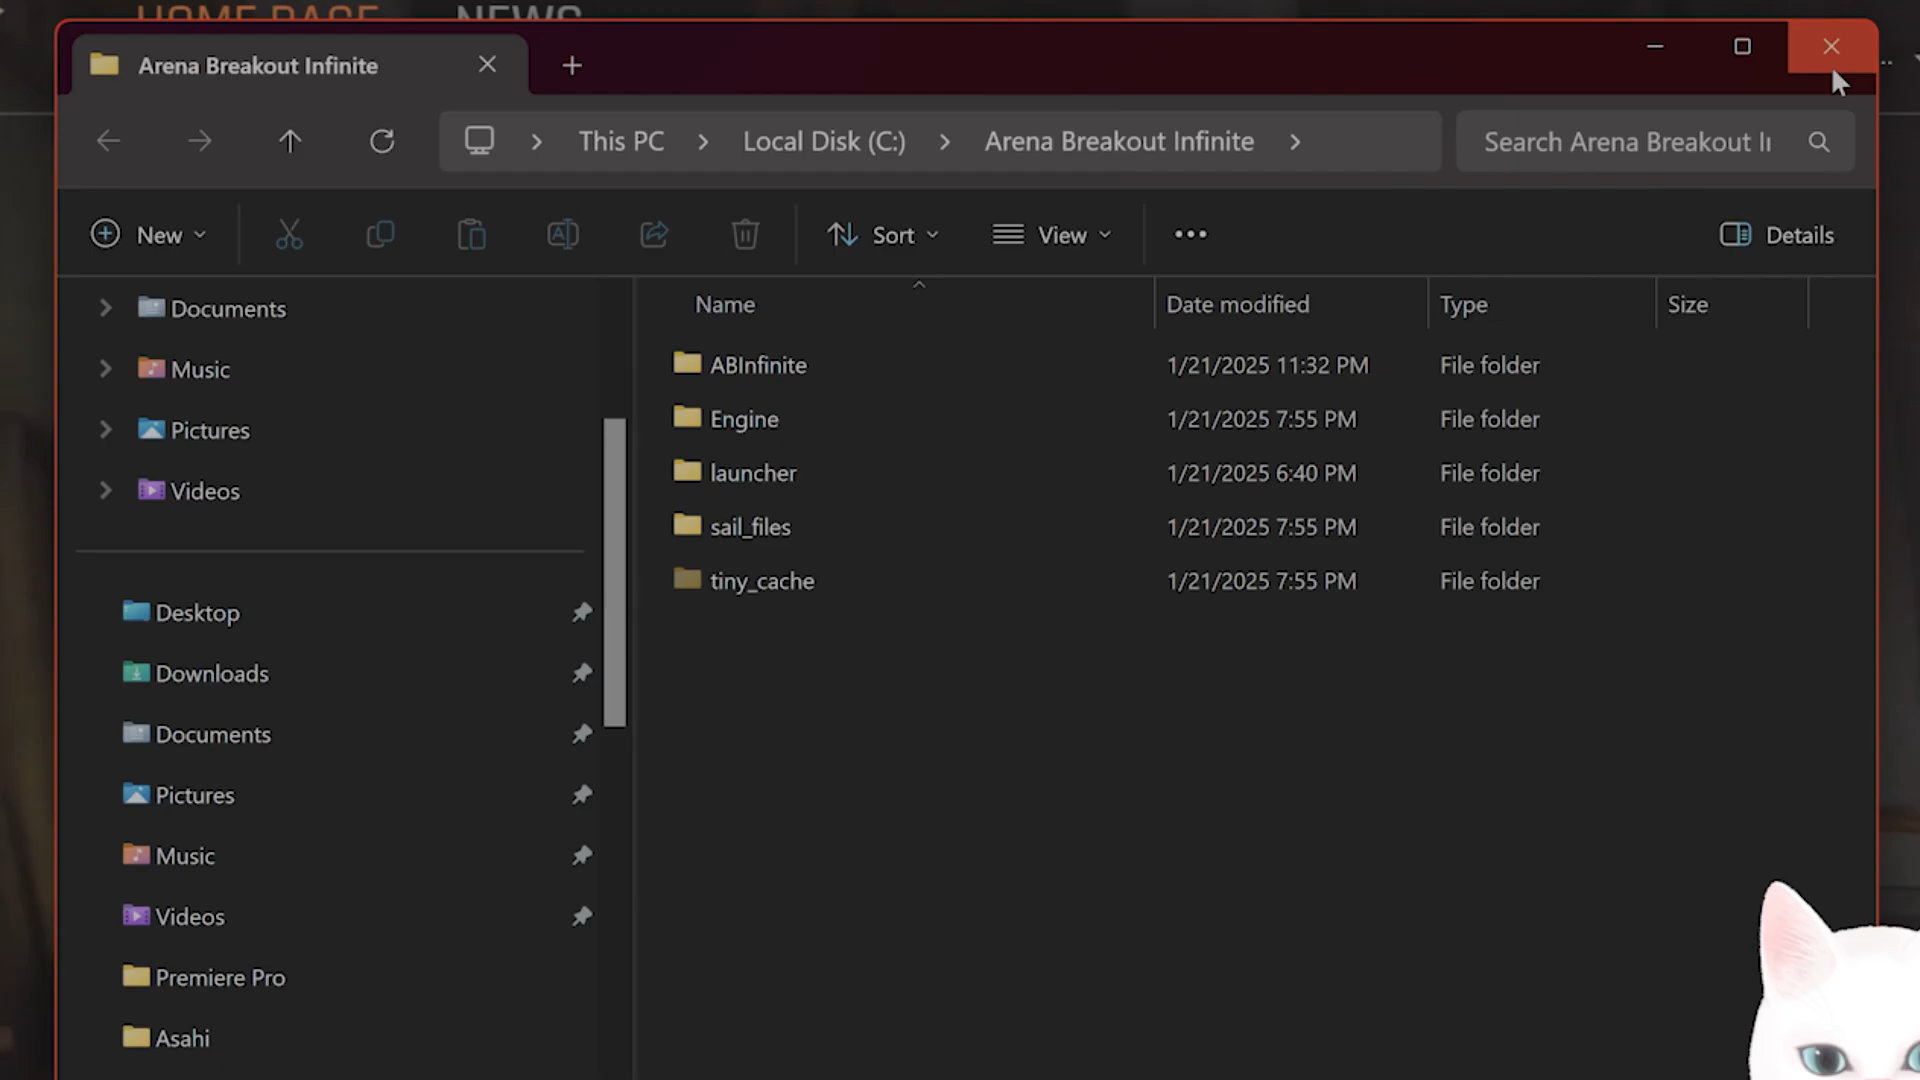 HOME PAGE NEWS
Arena Breakout Infinite
This PC > Local Disk (C:) > Arena Breakout Infinite >
Search Arena Breakout I
New
Sort
View
Details
Documents
Music
Pictures
Videos
Desktop
Downloads
Documents
Pictures
Music
Videos
Premiere Pro
Asahi
Name Date modified Type Size
ABInfinite 1/21/2025 11:32 PM File folder
Engine 1/21/2025 7:55 PM File folder
launcher 1/21/2025 6:40 PM File folder
sail_files 1/21/2025 7:55 PM File folder
tiny_cache 1/21/2025 7:55 PM File folder